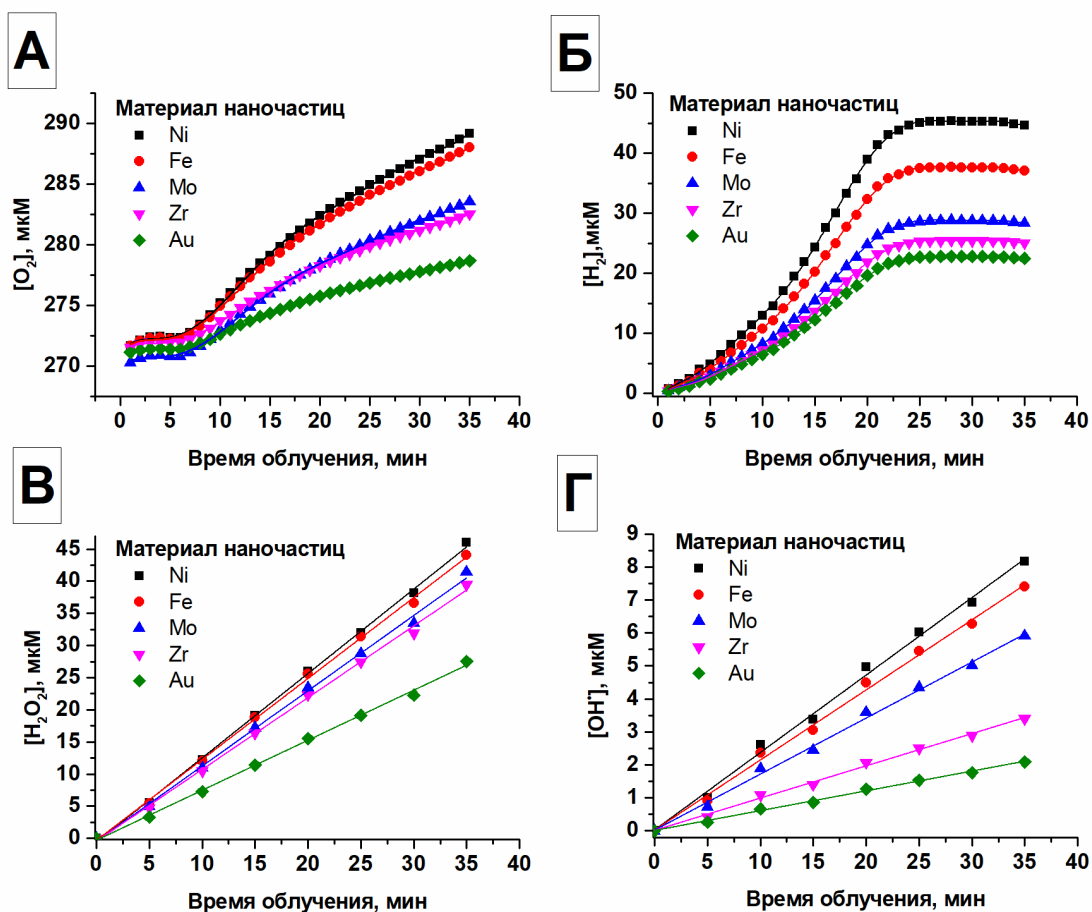 А
Материал наночастиц
Ni
Fe
Mo
Zr
Au
[O₂], мкМ
290
285
280
275
270
0 5 10 15 20 25 30 35 40
Время облучения, мин
Б
Материал наночастиц
Ni
Fe
Mo
Zr
Au
[H₂],мкМ
50
40
30
20
10
0
0 5 10 15 20 25 30 35 40
Время облучения, мин
В
Материал наночастиц
Ni
Fe
Mo
Zr
Au
[H₂O₂], мкМ
45
40
35
30
25
20
15
10
5
0
0 5 10 15 20 25 30 35 40
Время облучения, мин
Г
Материал наночастиц
Ni
Fe
Mo
Zr
Au
[OH˙], мкМ
9
8
7
6
5
4
3
2
1
0
0 5 10 15 20 25 30 35 40
Время облучения, мин